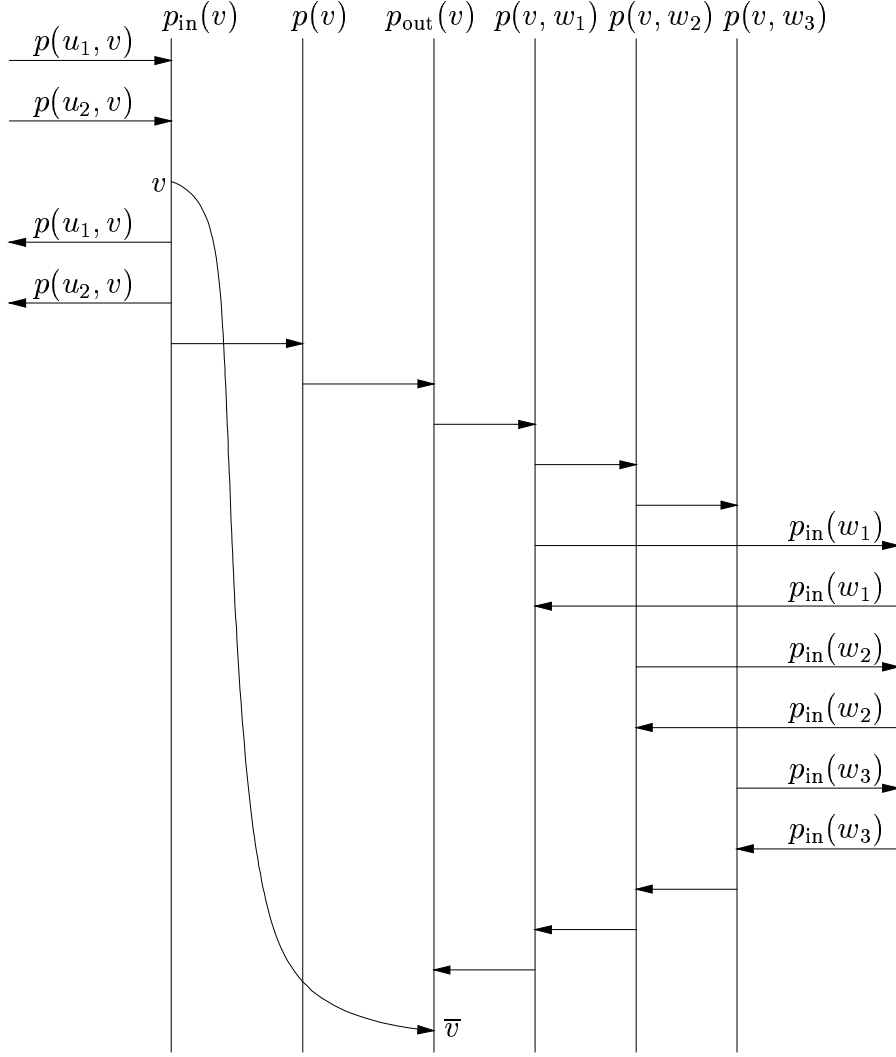 p_in(v) p(v) p_out(v) p(v, w_1) p(v, w_2) p(v, w_3)
p(u_1, v)
p(u_2, v)
v
p(u_1, v)
p(u_2, v)
p_in(w_1)
p_in(w_1)
p_in(w_2)
p_in(w_2)
p_in(w_3)
p_in(w_3)
v̅